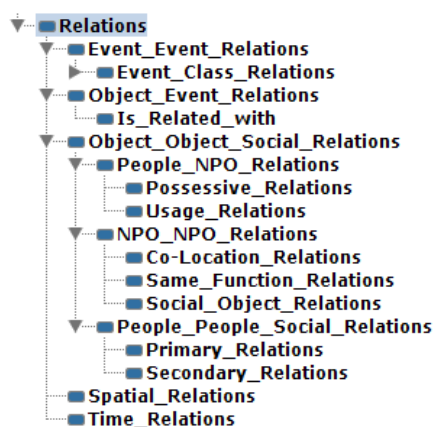 Relations
Event_Event_Relations
Event_Class_Relations
Object_Event_Relations
Is_Related_with
Object_Object_Social_Relations
People_NPO_Relations
Possessive_Relations
Usage_Relations
NPO_NPO_Relations
Co-Location_Relations
Same_Function_Relations
Social_Object_Relations
People_People_Social_Relations
Primary_Relations
Secondary_Relations
Spatial_Relations
Time_Relations